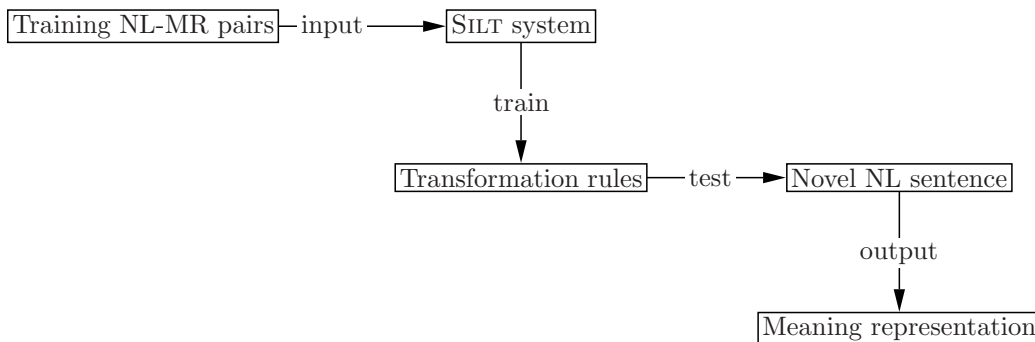 Training NL-MR pairs input SILT system
train
Transformation rules test Novel NL sentence
output
Meaning representation